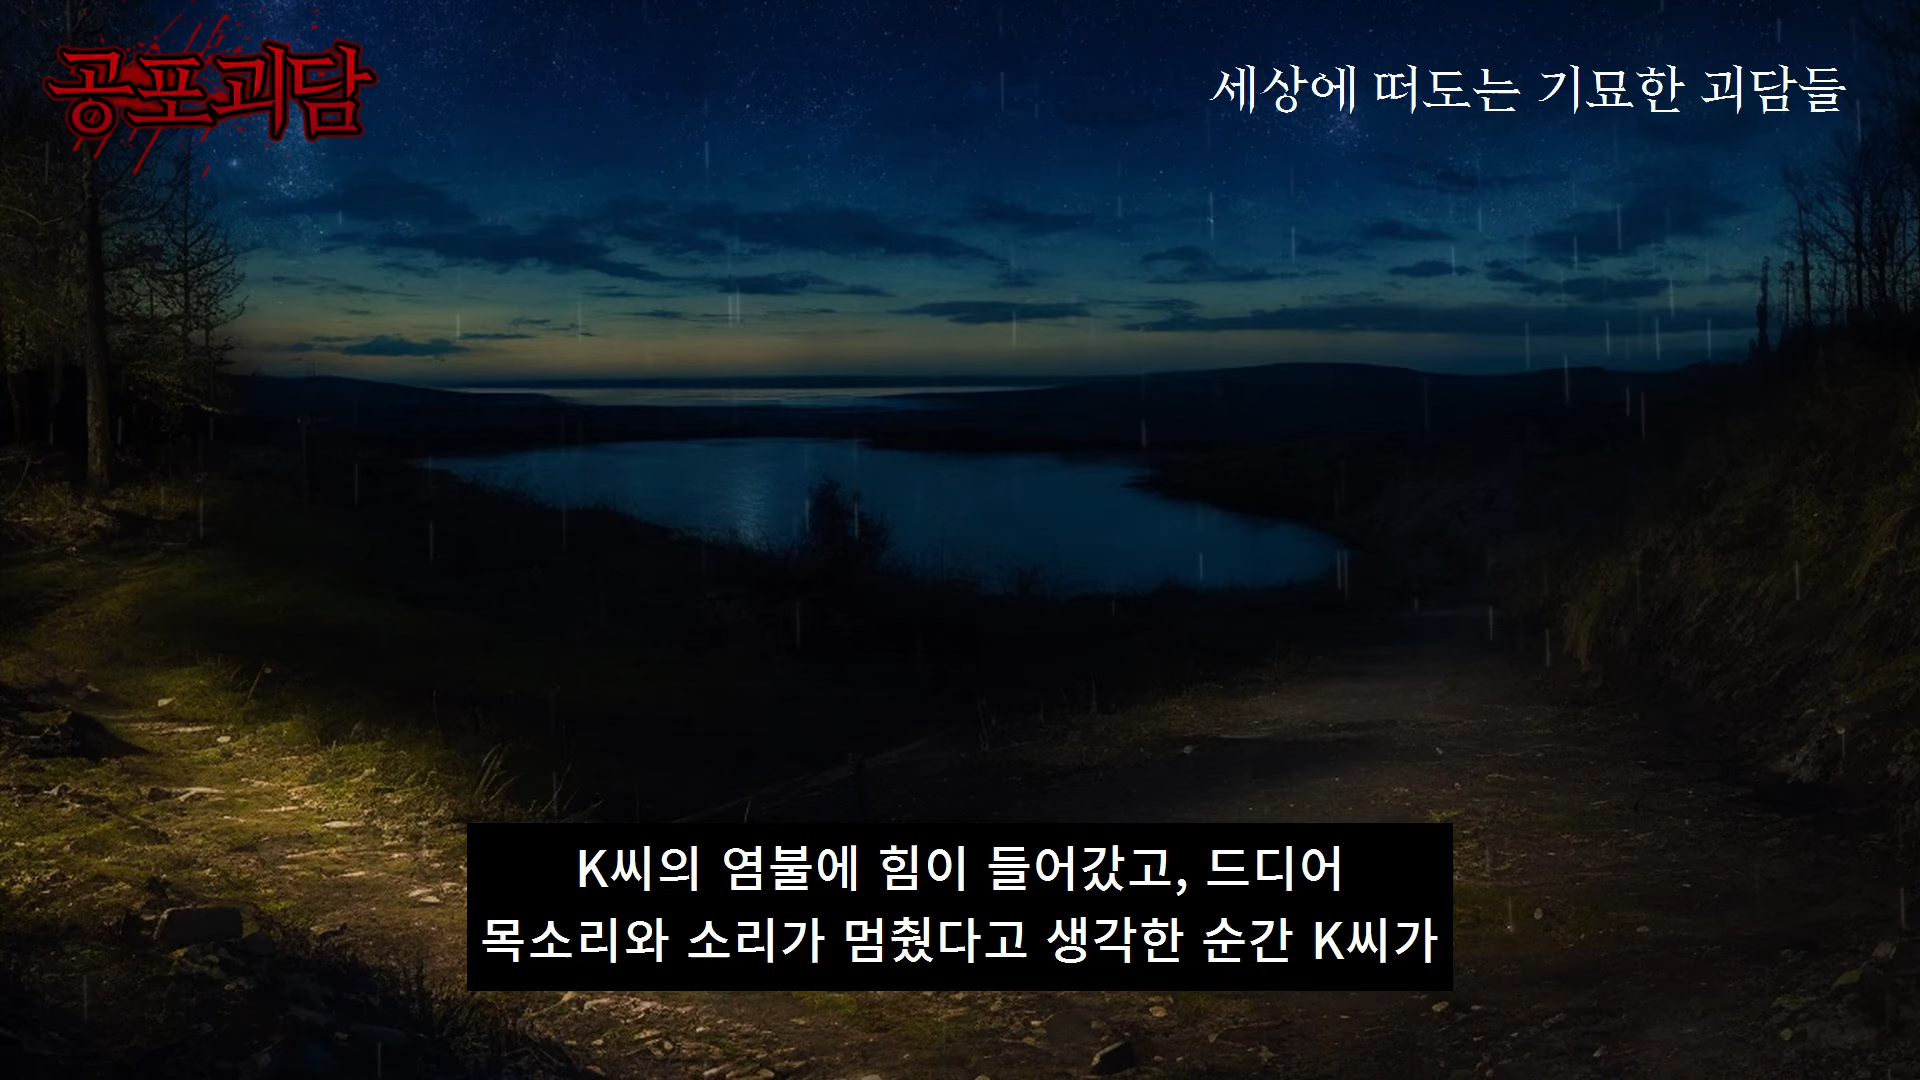 공포괴담
세상에 떠도는 기묘한 괴담들
K씨의 염불에 힘이 들어갔고, 드디어
목소리와 소리가 멈췄다고 생각한 순간 K씨가